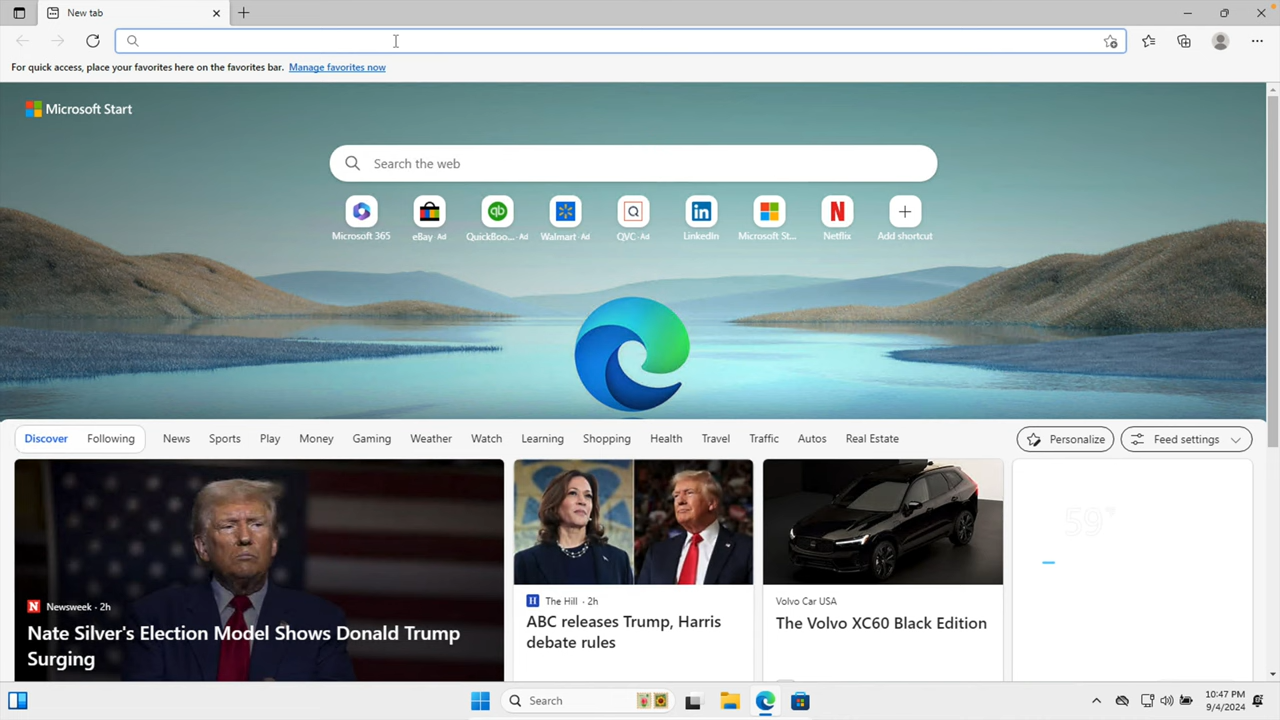 New tab
For quick access, place your favorites here on the favorites bar. Manage favorites now
Microsoft Start
Search the web
Microsoft 365
eBay · Ad
QuickBoo... · Ad
Walmart · Ad
QVC · Ad
LinkedIn
Microsoft St...
Netflix
Add shortcut
Discover Following News Sports Play Money Gaming Weather Watch Learning Shopping Health Travel Traffic Autos Real Estate Personalize Feed settings
N Newsweek · 2h
Nate Silver's Election Model Shows Donald Trump
Surging
H The Hill · 2h
ABC releases Trump, Harris
debate rules
Volvo Car USA
The Volvo XC60 Black Edition
59°
Search
10:47 PM
9/4/2024